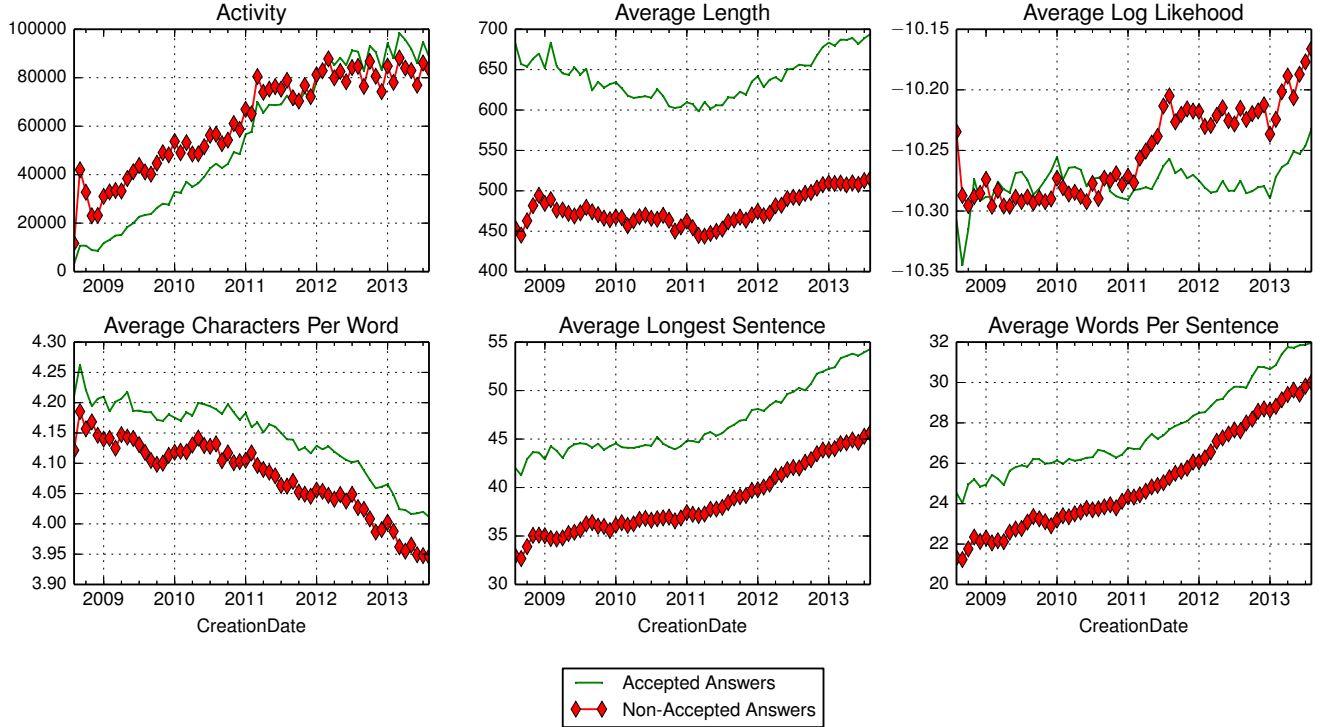 Activity
100000
80000
60000
40000
20000
0
2009 2010 2011 2012 2013
Average Length
700
650
600
550
500
450
400
2009 2010 2011 2012 2013
Average Log Likehood
−10.15
−10.20
−10.25
−10.30
−10.35
2009 2010 2011 2012 2013
Average Characters Per Word
4.30
4.25
4.20
4.15
4.10
4.05
4.00
3.95
3.90
2009 2010 2011 2012 2013
CreationDate
Average Longest Sentence
55
50
45
40
35
30
2009 2010 2011 2012 2013
CreationDate
Average Words Per Sentence
32
30
28
26
24
22
20
2009 2010 2011 2012 2013
CreationDate
Accepted Answers
Non-Accepted Answers